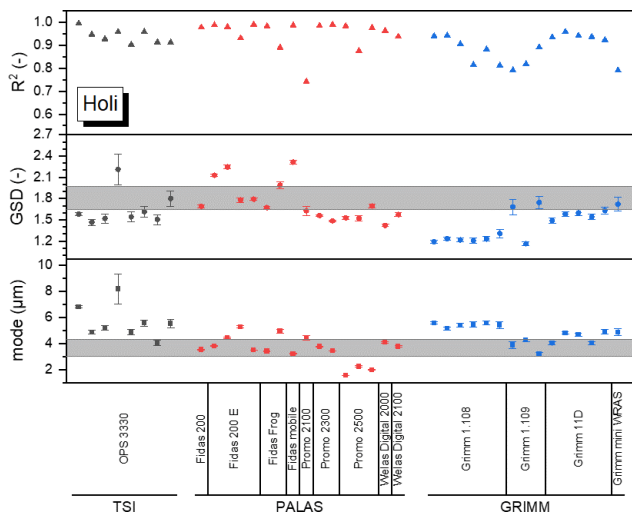 R² (-)
1.0
0.9
0.8
0.7
0.6
Holi
GSD (-)
2.7
2.4
2.1
1.8
1.5
1.2
mode (µm)
10
8
6
4
2
OPS 3330
Fidas 200
Fidas 200 E
Fidas Frog
Fidas mobile
Promo 2100
Promo 2300
Promo 2500
Welas Digital 2000
Welas Digital 2100
Grimm 1.108
Grimm 1.109
Grimm 11D
Grimm mini WRAS
TSI
PALAS
GRIMM